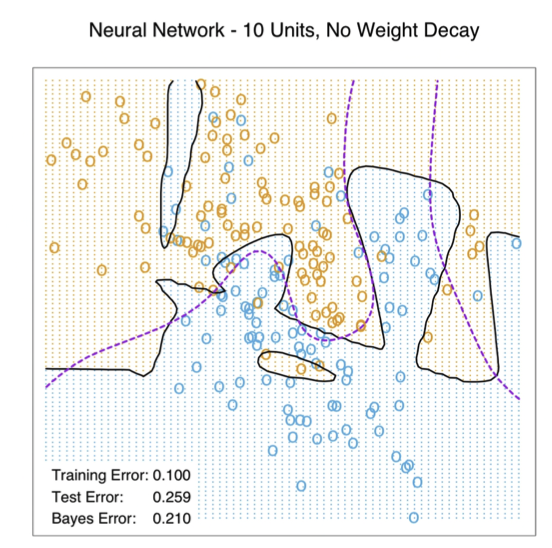 Neural Network - 10 Units, No Weight Decay
Training Error: 0.100
Test Error: 0.259
Bayes Error: 0.210